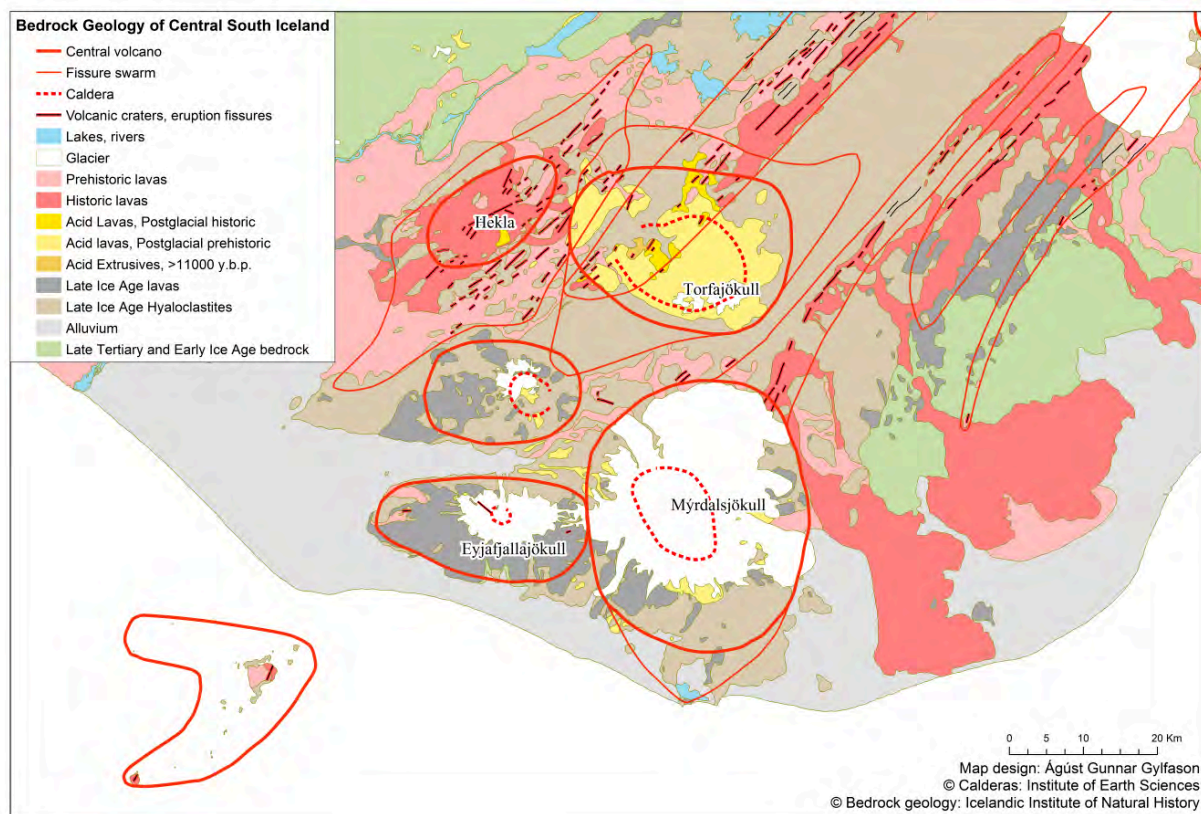 Bedrock Geology of Central South Iceland
Central volcano
Fissure swarm
Caldera
Volcanic craters, eruption fissures
Lakes, rivers
Glacier
Prehistoric lavas
Historic lavas
Acid Lavas, Postglacial historic
Acid lavas, Postglacial prehistoric
Acid Extrusives, >11000 y.b.p.
Late Ice Age lavas
Late Ice Age Hyaloclastites
Alluvium
Late Tertiary and Early Ice Age bedrock
Hekla
Torfajökull
Mýrdalsjökull
Eyjafjallajökull
0 5 10 20 Km
Map design: Ágúst Gunnar Gylfason
© Calderas: Institute of Earth Sciences
© Bedrock geology: Icelandic Institute of Natural History